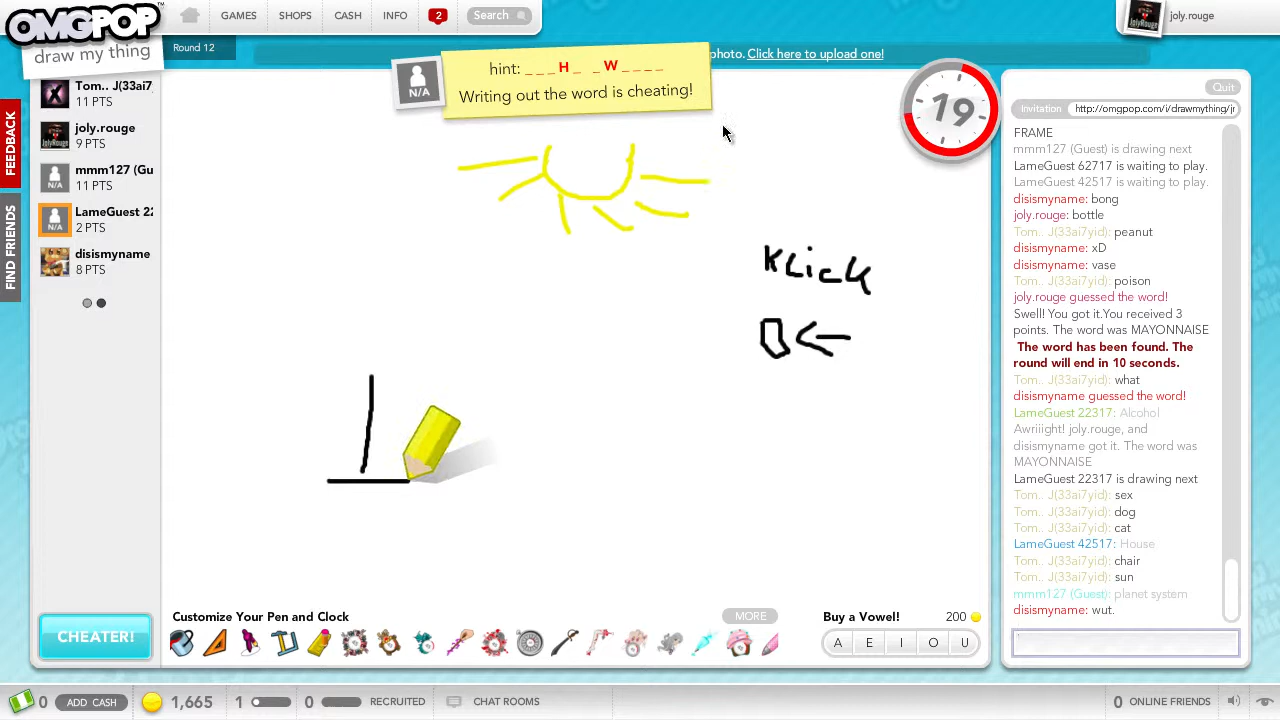 OMGPOP™
GAMES
SHOPS
CASH
INFO
2
Search
joly.rouge
draw my thing
Round 12
photo. Click here to upload one!
N/A
hint: _ _ _ H _ _ W _ _ _ _
Writing out the word is cheating!
19
FEEDBACK
FIND FRIENDS
Tom.. J(33ai7
11 PTS
joly.rouge
9 PTS
N/A
mmm127 (Gu
11 PTS
N/A
LameGuest 22
2 PTS
disismyname
8 PTS
CHEATER!
KLicK
Quit
Invitation
http://omgpop.com/i/drawmything/jr
FRAME
mmm127 (Guest) is drawing next
LameGuest 62717 is waiting to play.
LameGuest 42517 is waiting to play.
disismyname: bong
joly.rouge: bottle
Tom.. J(33ai7yid): peanut
disismyname: xD
disismyname: vase
Tom.. J(33ai7yid): poison
joly.rouge guessed the word!
Swell! You got it.You received 3
points. The word was MAYONNAISE
The word has been found. The
round will end in 10 seconds.
Tom.. J(33ai7yid): what
disismyname guessed the word!
LameGuest 22317: Alcohol
Awriiight! joly.rouge, and
disismyname got it. The word was
MAYONNAISE
LameGuest 22317 is drawing next
Tom.. J(33ai7yid): sex
Tom.. J(33ai7yid): dog
Tom.. J(33ai7yid): cat
LameGuest 42517: House
Tom.. J(33ai7yid): chair
Tom.. J(33ai7yid): sun
mmm127 (Guest): planet system
disismyname: wut.
Customize Your Pen and Clock
MORE
Buy a Vowel!
200
A
E
I
O
U
0
ADD CASH
1,665
1
0
RECRUITED
CHAT ROOMS
0 ONLINE FRIENDS